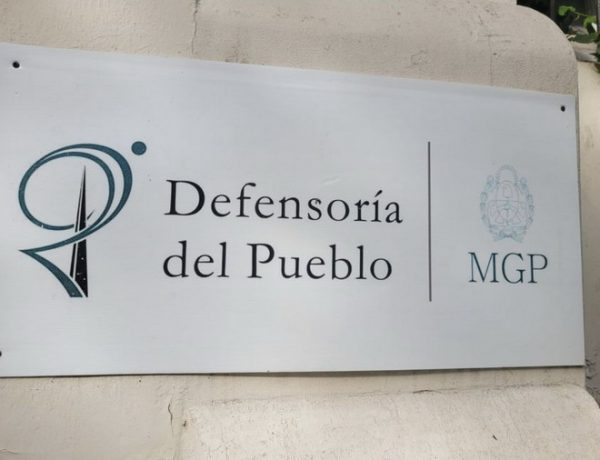 Defensoría
del Pueblo
MGP